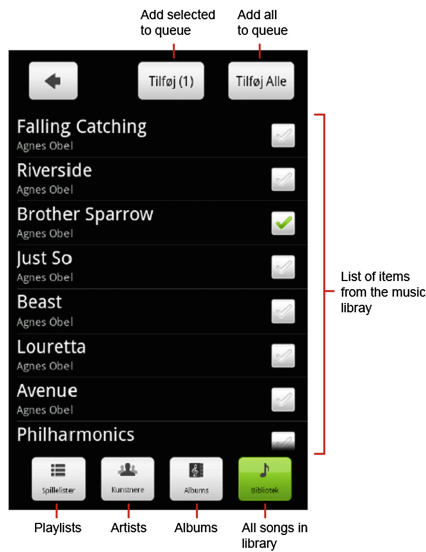 Add selected
to queue
Add all
to queue
Tilføj (1)
Tilføj Alle
Falling Catching
Agnes Obel
Riverside
Agnes Obel
Brother Sparrow
Agnes Obel
Just So
Agnes Obel
Beast
Agnes Obel
Louretta
Agnes Obel
Avenue
Agnes Obel
Philharmonics
List of items
from the music
libray
Spillelister
Kunstnere
Albums
Bibliotek
Playlists
Artists
Albums
All songs in
library